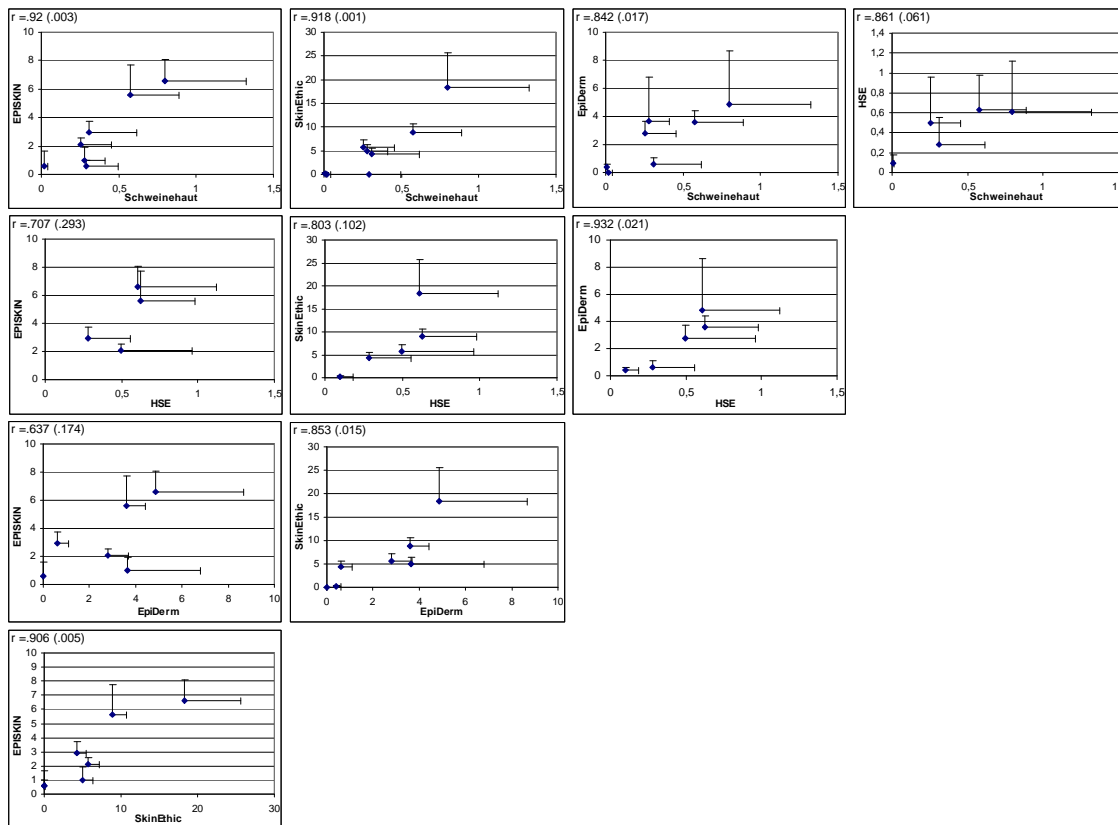 r =.92 (.003)
EPISKIN
10
8
6
4
2
0
0 0,5 1 1,5
Schweinehaut
r =.918 (.001)
SkinEthic
30
25
20
15
10
5
0
0 0,5 1 1,5
Schweinehaut
r =.842 (.017)
EpiDerm
10
8
6
4
2
0
0 0,5 1 1,5
Schweinehaut
r =.861 (.061)
HSE
1,4
1,2
1
0,8
0,6
0,4
0,2
0
0 0,5 1
Schweinehaut
r =.707 (.293)
EPISKIN
10
8
6
4
2
0
0 0,5 1 1,5
HSE
r =.803 (.102)
SkinEthic
30
25
20
15
10
5
0
0 0,5 1 1,5
HSE
r =.932 (.021)
EpiDerm
10
8
6
4
2
0
0 0,5 1 1,5
HSE
r =.637 (.174)
EPISKIN
10
8
6
4
2
0
0 2 4 6 8 10
EpiDerm
r =.853 (.015)
SkinEthic
30
25
20
15
10
5
0
0 2 4 6 8 10
EpiDerm
r =.906 (.005)
EPISKIN
10
9
8
7
6
5
4
3
2
1
0
0 10 20 30
SkinEthic